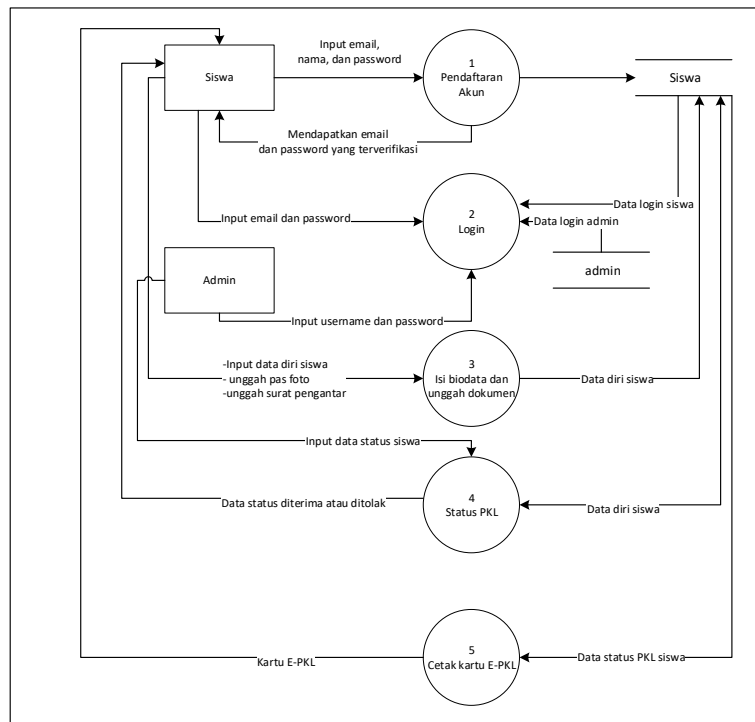 Input email,
nama, dan password
1
Pendaftaran
Akun
Siswa
Siswa
Mendapatkan email
dan password yang terverifikasi
2
Login
Data login siswa
Input email dan password
Data login admin
admin
Admin
Input username dan password
-Input data diri siswa
- unggah pas foto
-unggah surat pengantar
3
Isi biodata dan
unggah dokumen
Data diri siswa
Input data status siswa
4
Status PKL
Data status diterima atau ditolak
Data diri siswa
5
Cetak kartu E-PKL
Kartu E-PKL
Data status PKL siswa